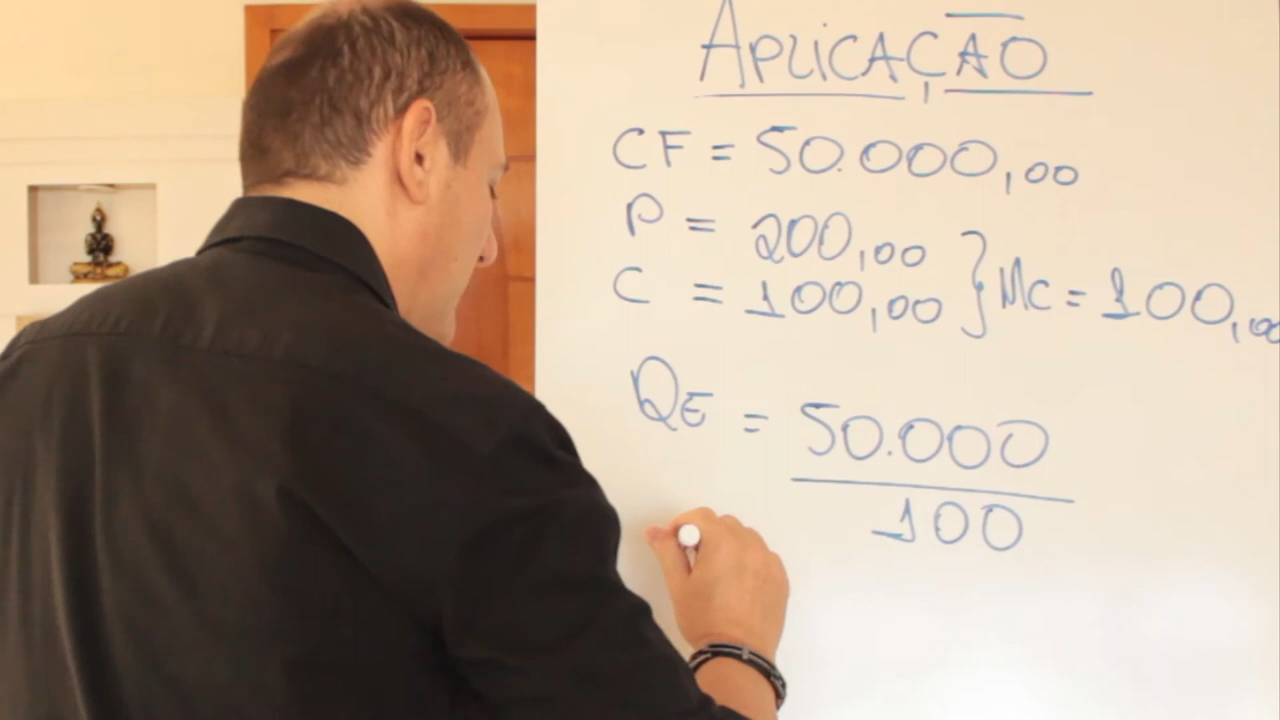 APLiCAÇÃO
CF = 50.000,00
P = 200,00
C = 100,00 } Mc = 100,00
QE = 50.000
100